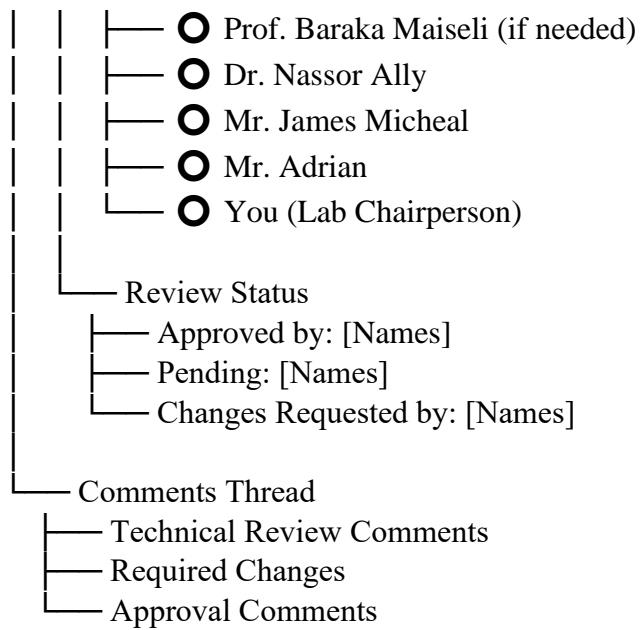 │ │ ├── ⭘ Prof. Baraka Maiseli (if needed)
│ │ ├── ⭘ Dr. Nassor Ally
│ │ ├── ⭘ Mr. James Micheal
│ │ ├── ⭘ Mr. Adrian
│ │ └── ⭘ You (Lab Chairperson)
│ │
│ └── Review Status
│ ├── Approved by: [Names]
│ ├── Pending: [Names]
│ └── Changes Requested by: [Names]
│
└── Comments Thread
├── Technical Review Comments
├── Required Changes
└── Approval Comments